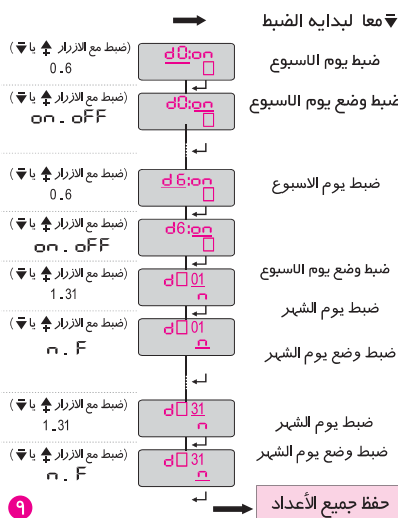 معا لبدايه الضبط
ضبط يوم الاسبوع
d0:on
(ضبط مع الازرار يا)
0.6
ضبط وضع يوم الاسبوع
d0:on
(ضبط مع الازرار يا)
on . oFF
ضبط يوم الاسبوع
d6:on
(ضبط مع الازرار يا)
0.6
d6:on
(ضبط مع الازرار يا)
on . oFF
ضبط وضع يوم الاسبوع
d 01
n
(ضبط مع الازرار يا)
1.31
ضبط يوم الشهر
d 01
n
(ضبط مع الازرار يا)
n . F
ضبط وضع يوم الشهر
ضبط يوم الشهر
d 31
n
(ضبط مع الازرار يا)
1.31
ضبط وضع يوم الشهر
d 31
n
(ضبط مع الازرار يا)
n . F
حفظ جميع الأعداد
٩